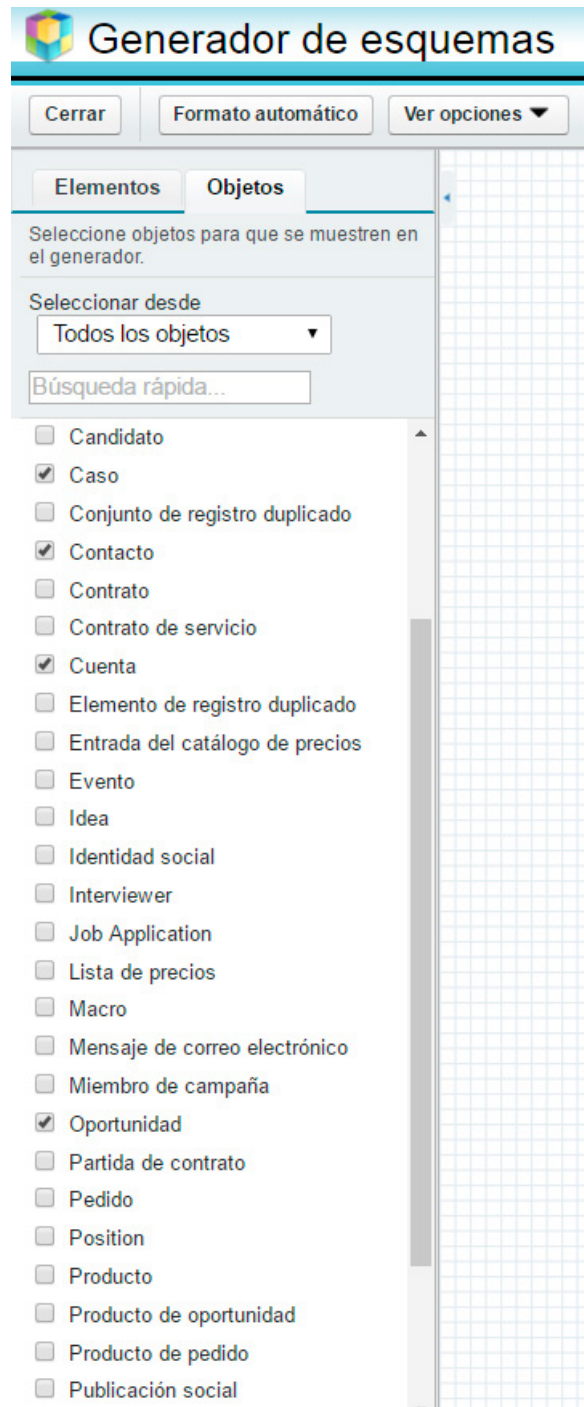 Generador de esquemas
Cerrar
Formato automático
Ver opciones
Elementos
Objetos
Seleccione objetos para que se muestren en
el generador.
Seleccionar desde
Todos los objetos
Búsqueda rápida...
Candidato
Caso
Conjunto de registro duplicado
Contacto
Contrato
Contrato de servicio
Cuenta
Elemento de registro duplicado
Entrada del catálogo de precios
Evento
Idea
Identidad social
Interviewer
Job Application
Lista de precios
Macro
Mensaje de correo electrónico
Miembro de campaña
Oportunidad
Partida de contrato
Pedido
Position
Producto
Producto de oportunidad
Producto de pedido
Publicación social